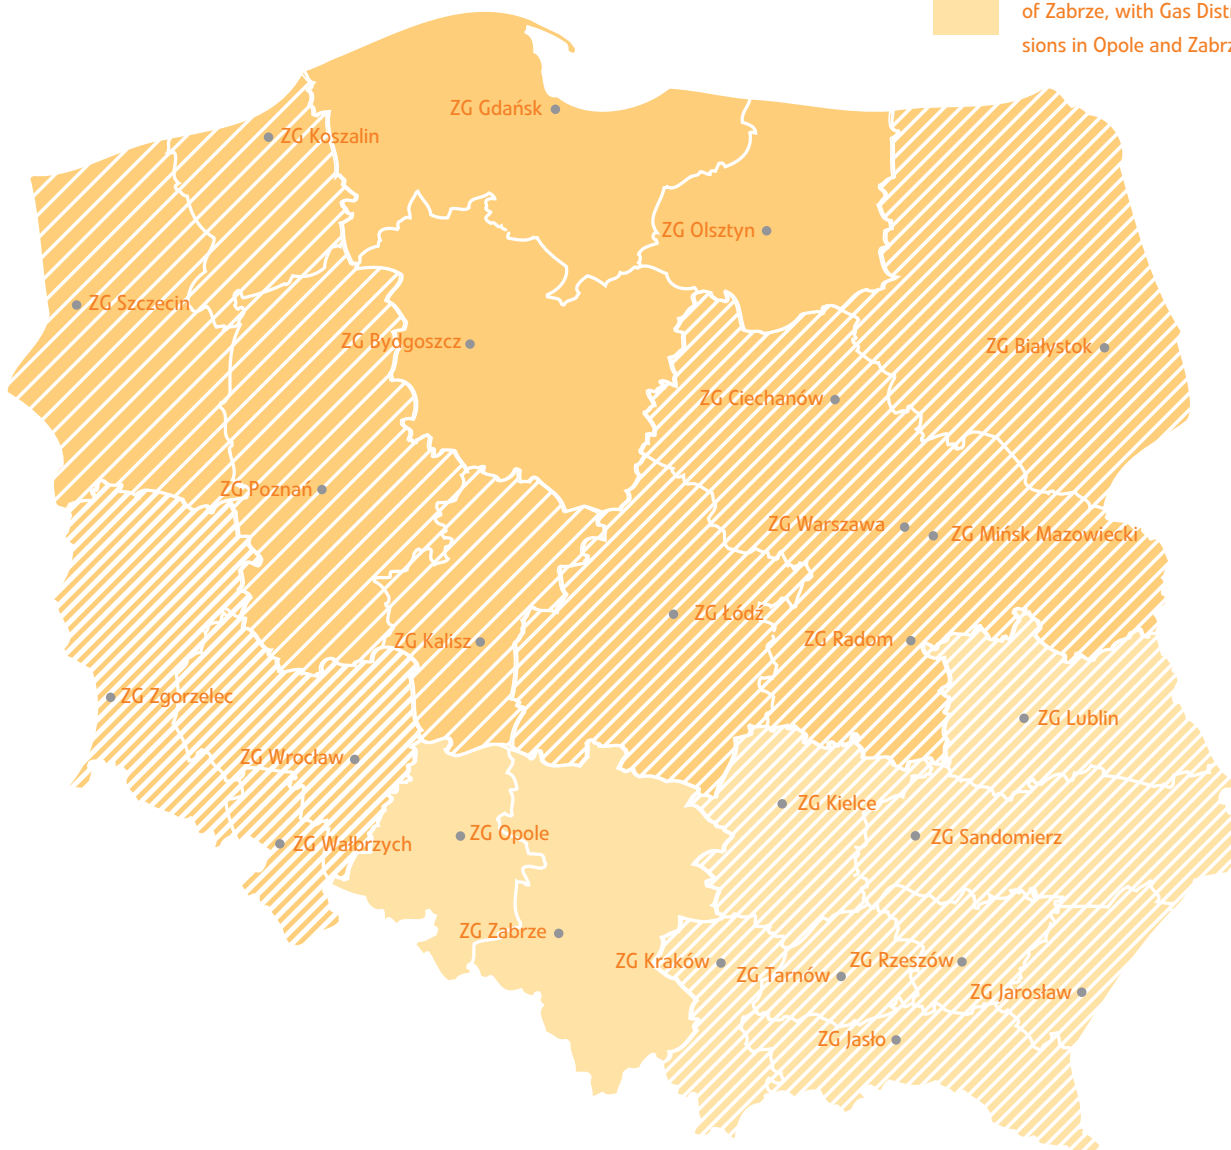 of Zabrze, with Gas Dist
sions in Opole and Zabrz
ZG Gdańsk
ZG Koszalin
ZG Olsztyn
ZG Szczecin
ZG Bydgoszcz
ZG Białystok
ZG Ciechanów
ZG Poznań
ZG Warszawa
ZG Mińsk Mazowiecki
ZG Łódź
ZG Kalisz
ZG Radom
ZG Zgorzelec
ZG Lublin
ZG Wrocław
ZG Kielce
ZG Opole
ZG Sandomierz
ZG Wałbrzych
ZG Zabrze
ZG Kraków
ZG Tarnów
ZG Rzeszów
ZG Jarosław
ZG Jasło